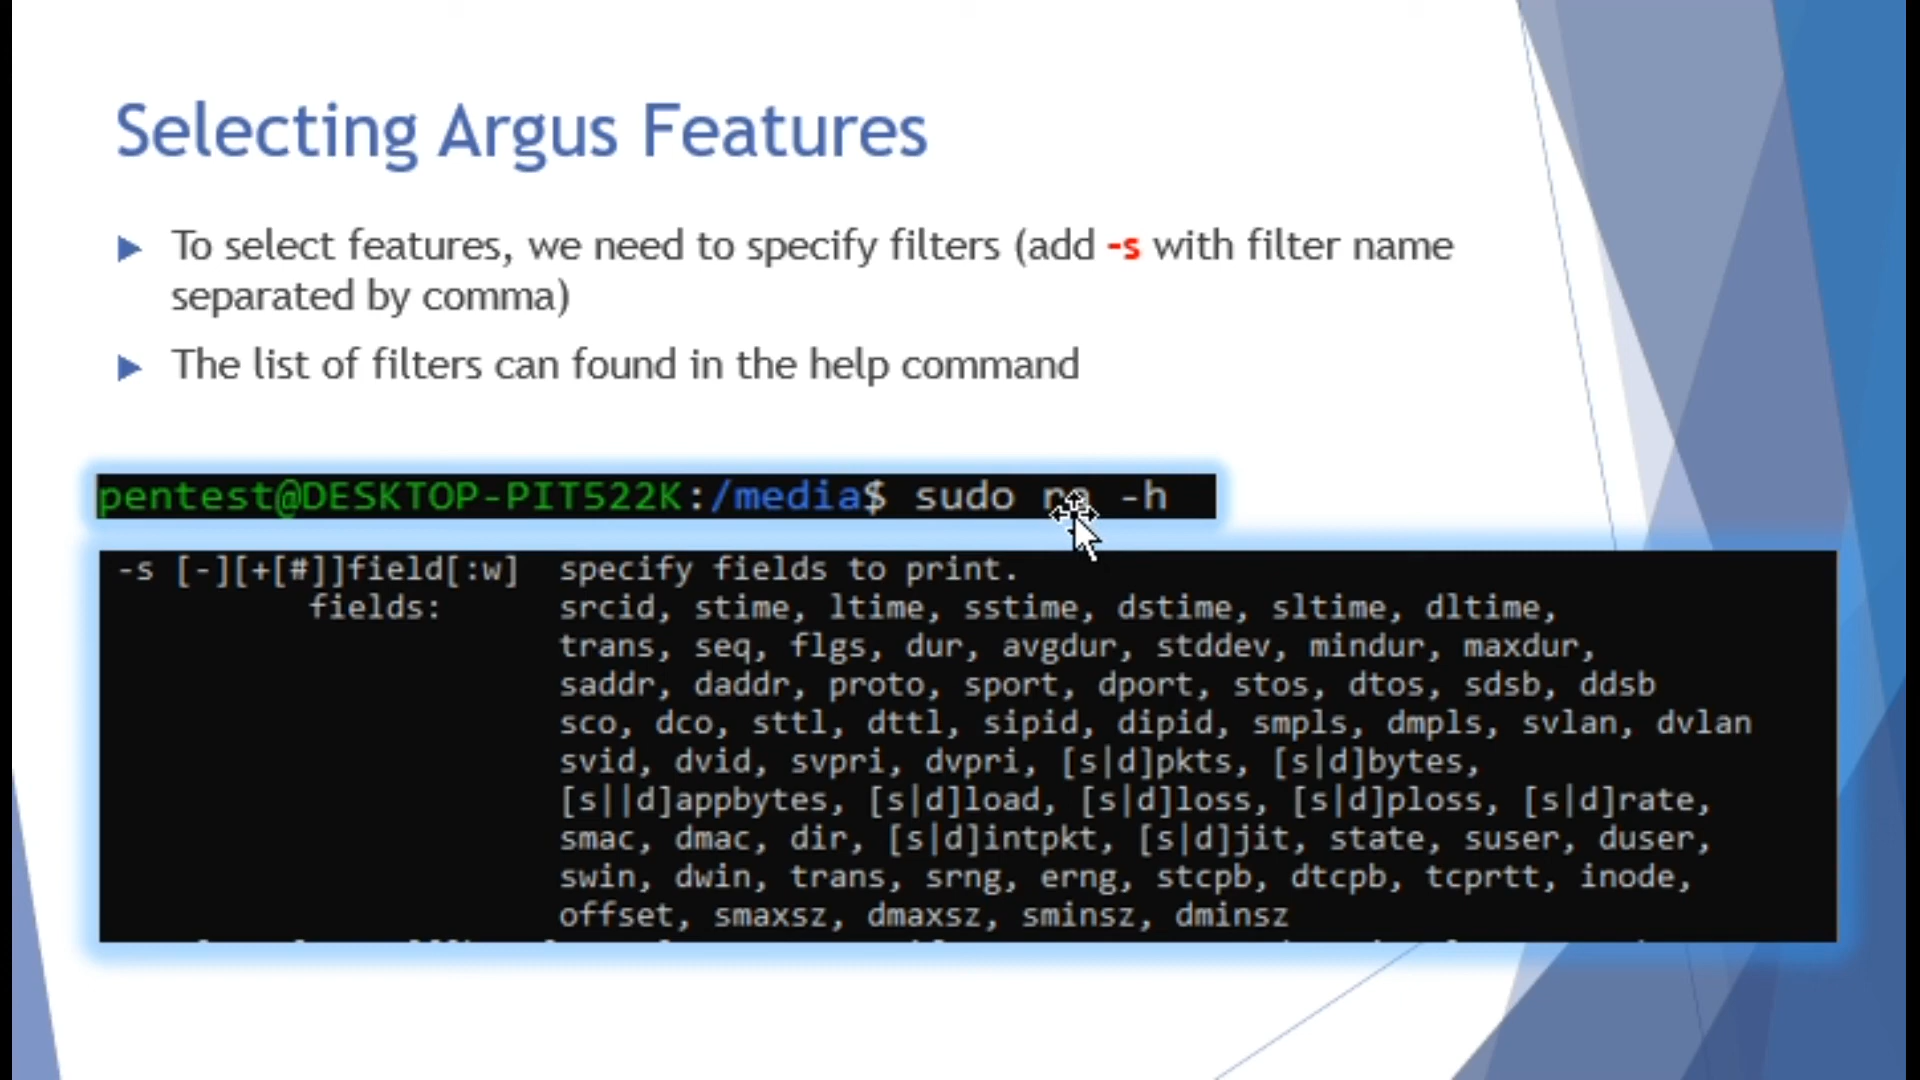 Selecting Argus Features
To select features, we need to specify filters (add -s with filter name
separated by comma)
The list of filters can found in the help command
pentest@DESKTOP-PIT522K:/media$ sudo ra -h
-s [-][+[#]]field[:w] specify fields to print.
fields: srcid, stime, ltime, sstime, dstime, sltime, dltime,
trans, seq, flgs, dur, avgdur, stddev, mindur, maxdur,
saddr, daddr, proto, sport, dport, stos, dtos, sdsb, ddsb
sco, dco, sttl, dttl, sipid, dipid, smpls, dmpls, svlan, dvlan
svid, dvid, svpri, dvpri, [s|d]pkts, [s|d]bytes,
[s||d]appbytes, [s|d]load, [s|d]loss, [s|d]ploss, [s|d]rate,
smac, dmac, dir, [s|d]intpkt, [s|d]jit, state, suser, duser,
swin, dwin, trans, srng, erng, stcpb, dtcpb, tcprtt, inode,
offset, smaxsz, dmaxsz, sminsz, dminsz